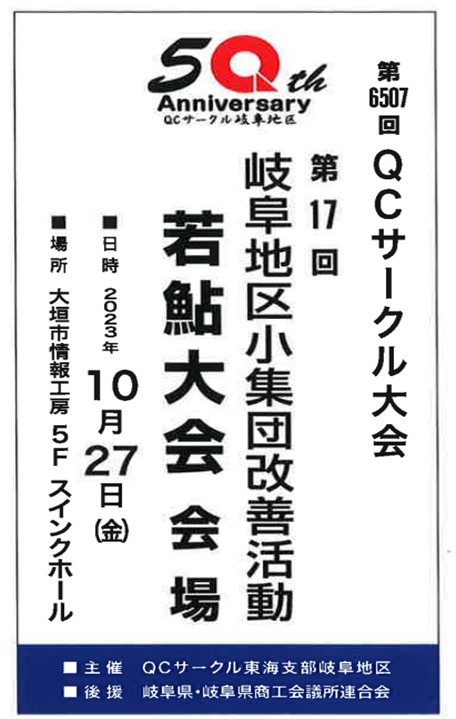 50th
Anniversary
QCサークル岐阜地区
第6507回 QCサークル大会
第17回
岐阜地区小集団改善活動
若鮎大会 会場
■日時 2023年10月27日(金)
■場所 大垣市情報工房 5F スインクホール
■主催 QCサークル東海支部岐阜地区
■後援 岐阜県・岐阜県商工会議所連合会